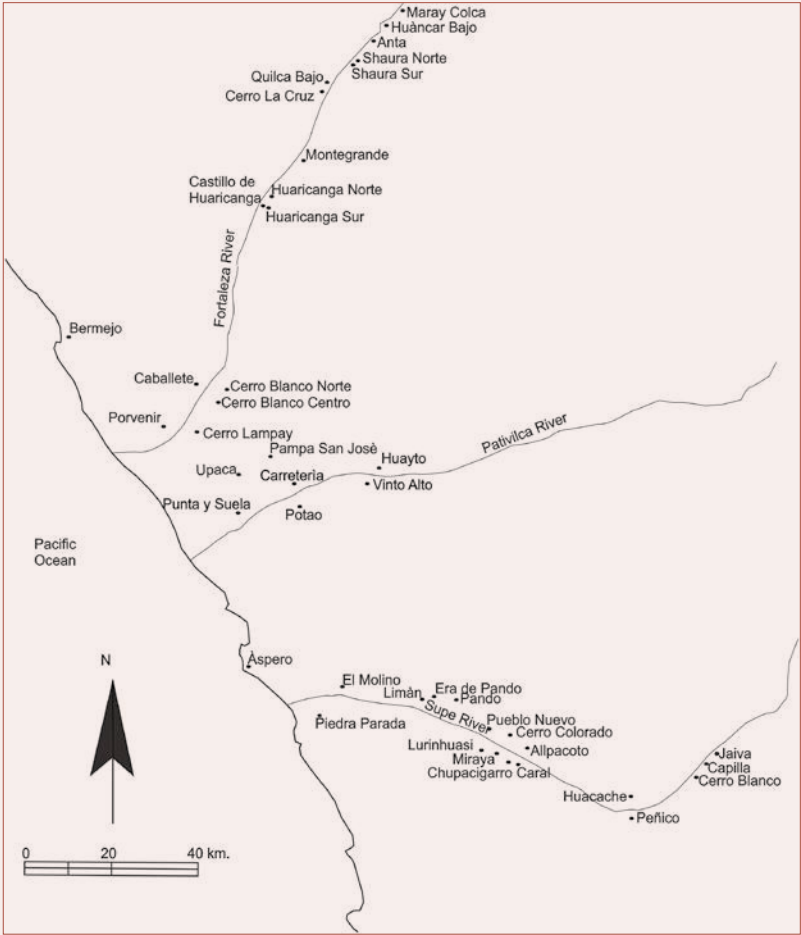 Maray Colca
Huàncar Bajo
Anta
Shaura Norte
Shaura Sur
Quilca Bajo
Cerro La Cruz
Montegrande
Castillo de
Huaricanga
Huaricanga Norte
Huaricanga Sur
Fortaleza River
Bermejo
Caballete
Cerro Blanco Norte
Cerro Blanco Centro
Porvenir
Cerro Lampay
Pampa San Josè
Huayto
Pativilca River
Upaca
Carreterìa
Vinto Alto
Punta y Suela
Potao
Pacific
Ocean
N
Àspero
El Molino
Limàn
Era de Pando
Pando
Supe River
Piedra Parada
Pueblo Nuevo
Cerro Colorado
Lurinhuasi
Allpacoto
Miraya
Chupacigarro
Caral
Jaiva
Capilla
Cerro Blanco
Huacache
Peñico
0 20 40 km.